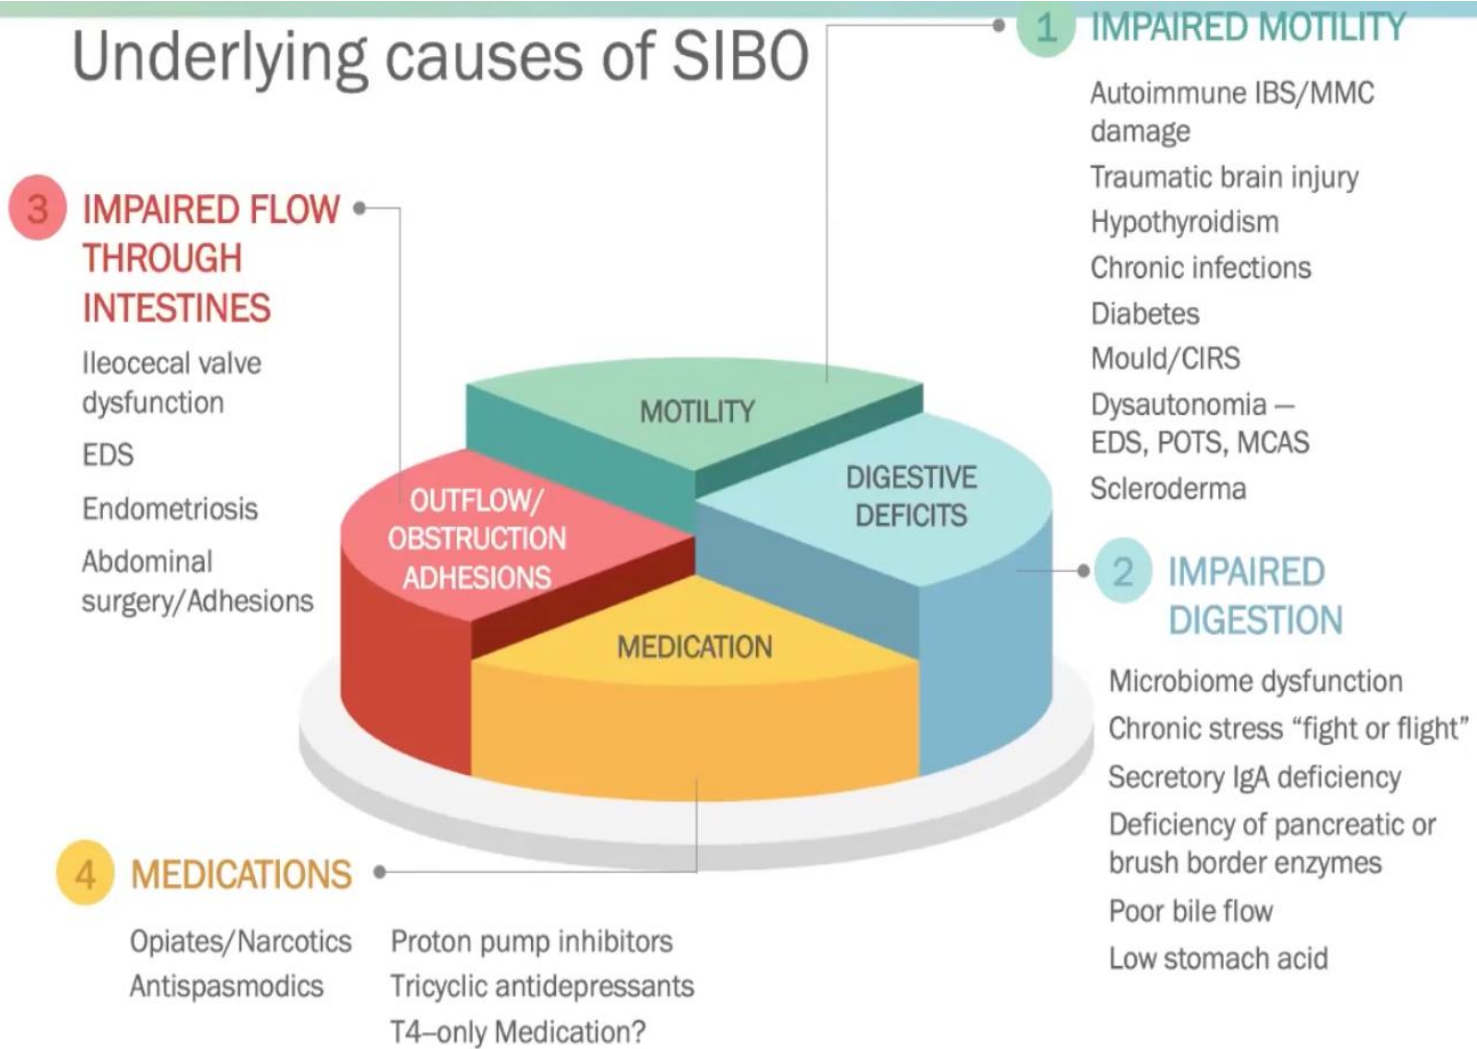 Underlying causes of SIBO
1 IMPAIRED MOTILITY
Autoimmune IBS/MMC
damage
Traumatic brain injury
Hypothyroidism
Chronic infections
Diabetes
Mould/CIRS
Dysautonomia –
EDS, POTS, MCAS
Scleroderma
2 IMPAIRED
DIGESTION
Microbiome dysfunction
Chronic stress “fight or flight”
Secretory IgA deficiency
Deficiency of pancreatic or
brush border enzymes
Poor bile flow
Low stomach acid
3 IMPAIRED FLOW
THROUGH
INTESTINES
Ileocecal valve
dysfunction
EDS
Endometriosis
Abdominal
surgery/Adhesions
MOTILITY
DIGESTIVE
DEFICITS
OUTFLOW/
OBSTRUCTION
ADHESIONS
MEDICATION
4 MEDICATIONS
Opiates/Narcotics
Antispasmodics
Proton pump inhibitors
Tricyclic antidepressants
T4–only Medication?